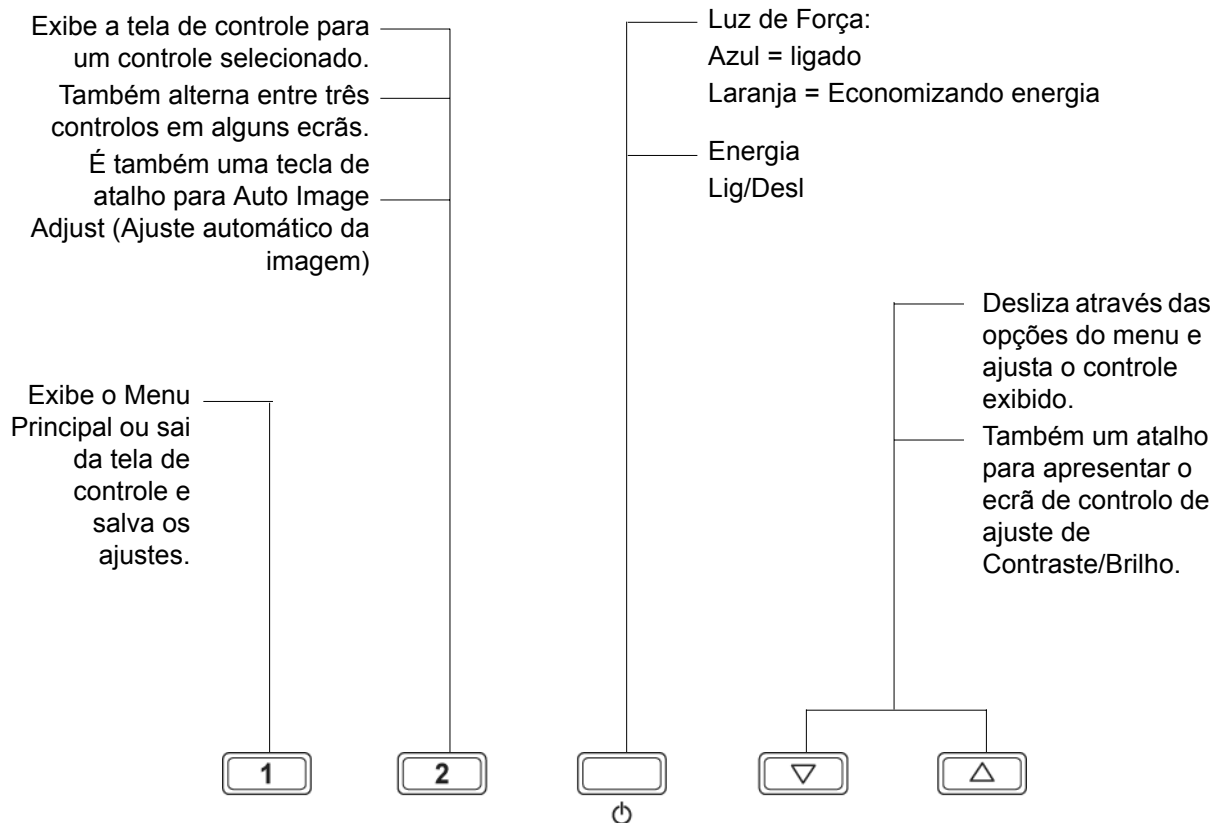 Exibe a tela de controle para
um controle selecionado.
Também alterna entre três
controlos em alguns ecrãs.
É também uma tecla de
atalho para Auto Image
Adjust (Ajuste automático da
imagem)
Luz de Força:
Azul = ligado
Laranja = Economizando energia
Energia
Lig/Desl
Exibe o Menu
Principal ou sai
da tela de
controle e
salva os
ajustes.
Desliza através das
opções do menu e
ajusta o controle
exibido.
Também um atalho
para apresentar o
ecrã de controlo de
ajuste de
Contraste/Brilho.
1
2